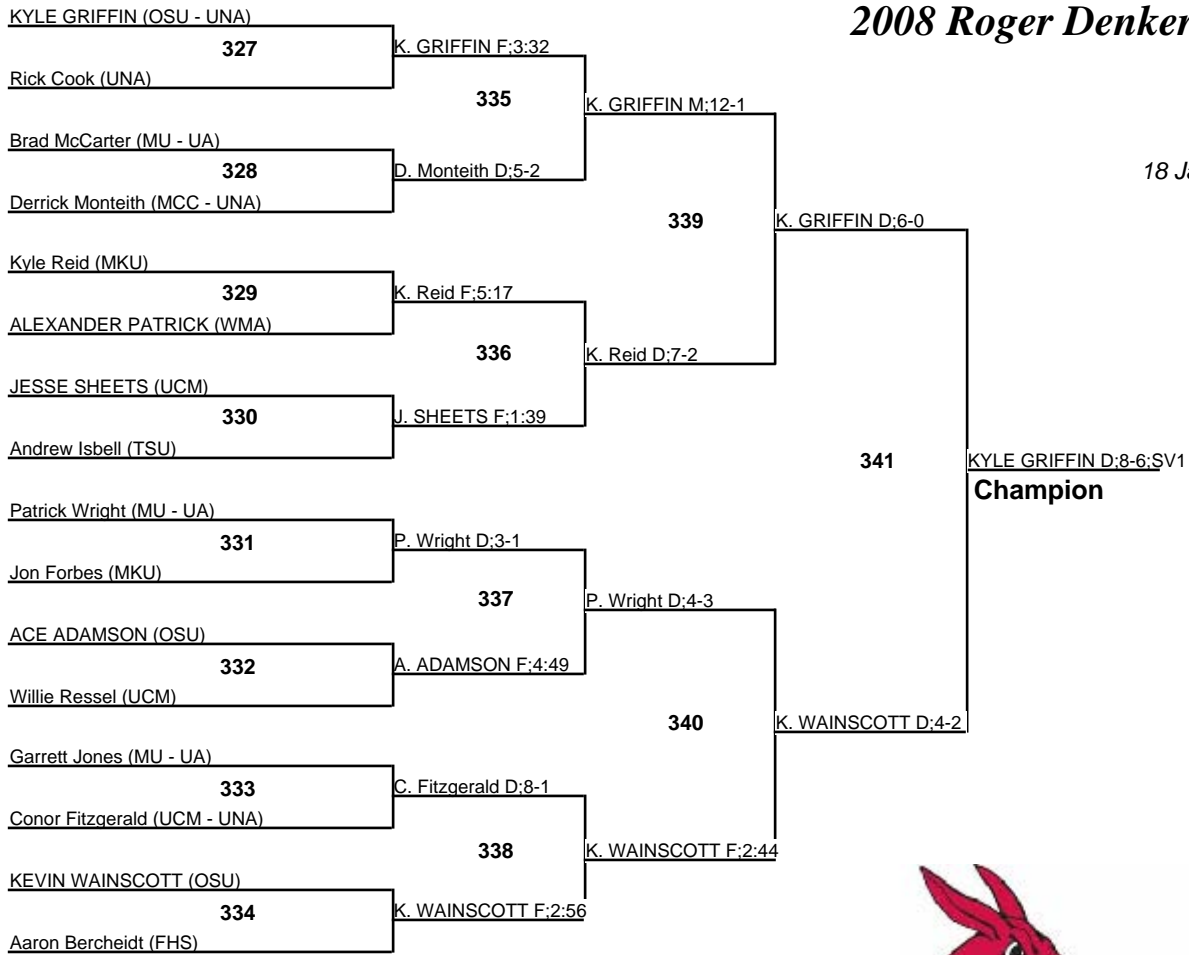 2008 Roger Denker
18 Ja
KYLE GRIFFIN (OSU - UNA)
327
Rick Cook (UNA)
K. GRIFFIN F;3:32
335
Brad McCarter (MU - UA)
328
Derrick Monteith (MCC - UNA)
D. Monteith D;5-2
K. GRIFFIN M;12-1
339
Kyle Reid (MKU)
329
ALEXANDER PATRICK (WMA)
K. Reid F;5:17
336
JESSE SHEETS (UCM)
330
Andrew Isbell (TSU)
J. SHEETS F;1:39
K. Reid D;7-2
K. GRIFFIN D;6-0
341
Patrick Wright (MU - UA)
331
Jon Forbes (MKU)
P. Wright D;3-1
337
ACE ADAMSON (OSU)
332
Willie Ressel (UCM)
A. ADAMSON F;4:49
P. Wright D;4-3
340
Garrett Jones (MU - UA)
333
Conor Fitzgerald (UCM - UNA)
C. Fitzgerald D;8-1
338
KEVIN WAINSCOTT (OSU)
334
Aaron Bercheidt (FHS)
K. WAINSCOTT F;2:56
K. WAINSCOTT F;2:44
K. WAINSCOTT D;4-2
KYLE GRIFFIN D;8-6;SV1
Champion